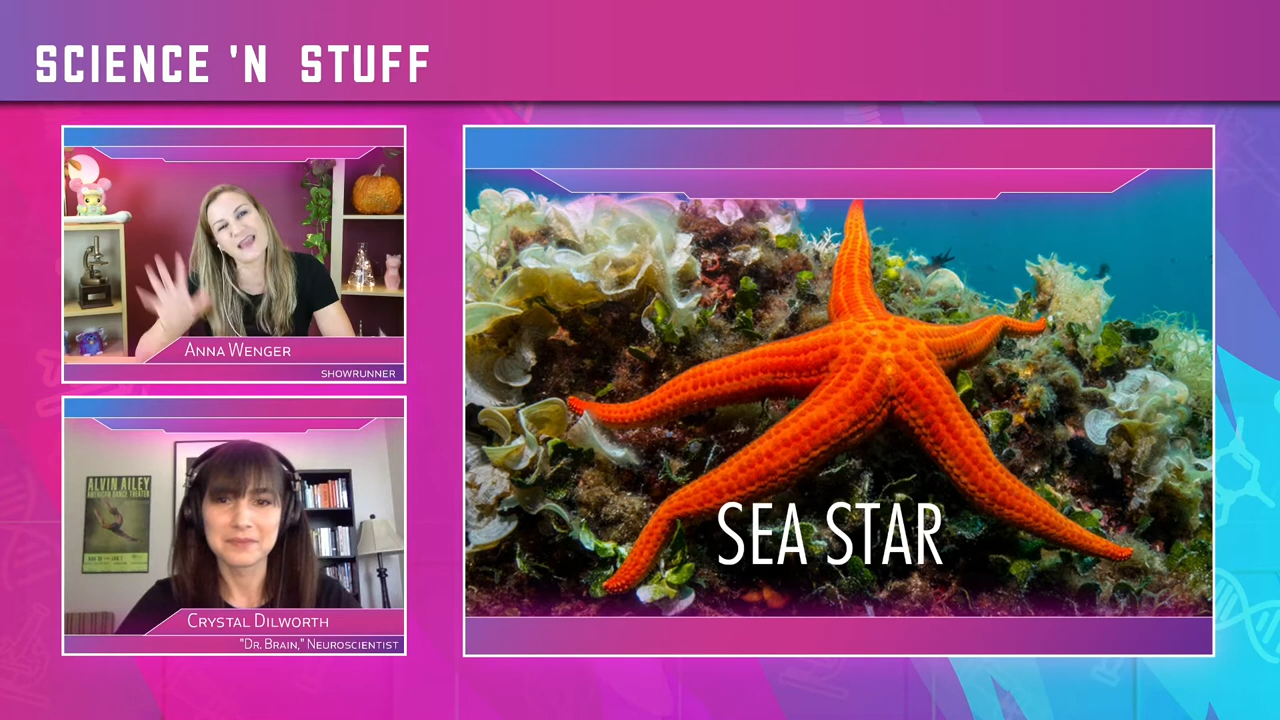 SCIENCE 'N STUFF
ANNA WENGER
SHOWRUNNER
ALVIN AILEY
AMERICAN DANCE THEATER
CRYSTAL DILWORTH
"DR. BRAIN," NEUROSCIENTIST
SEA STAR